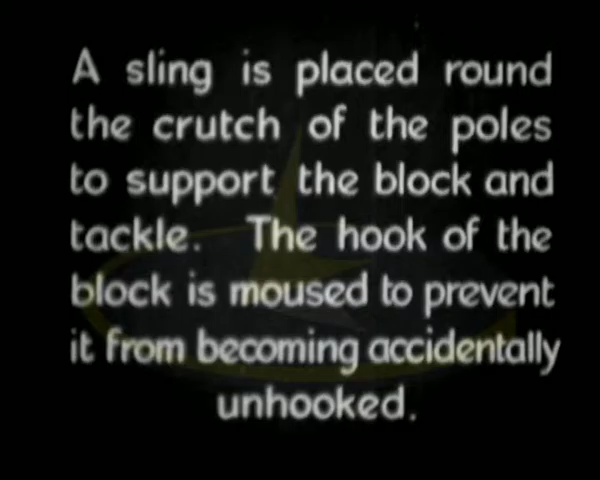 A sling is placed round
the crutch of the poles
to support the block and
tackle. The hook of the
block is moused to prevent
it from becoming accidentally
unhooked.